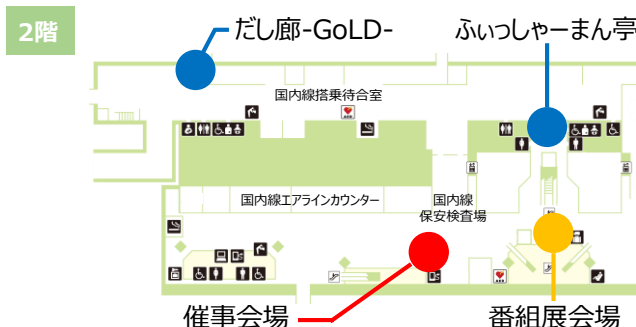 2階
だし廊-GoLD-
ふぃっしゃーまん亭
国内線搭乗待合室
国内線エアラインカウンター
国内線
保安検査場
催事会場
番組展会場